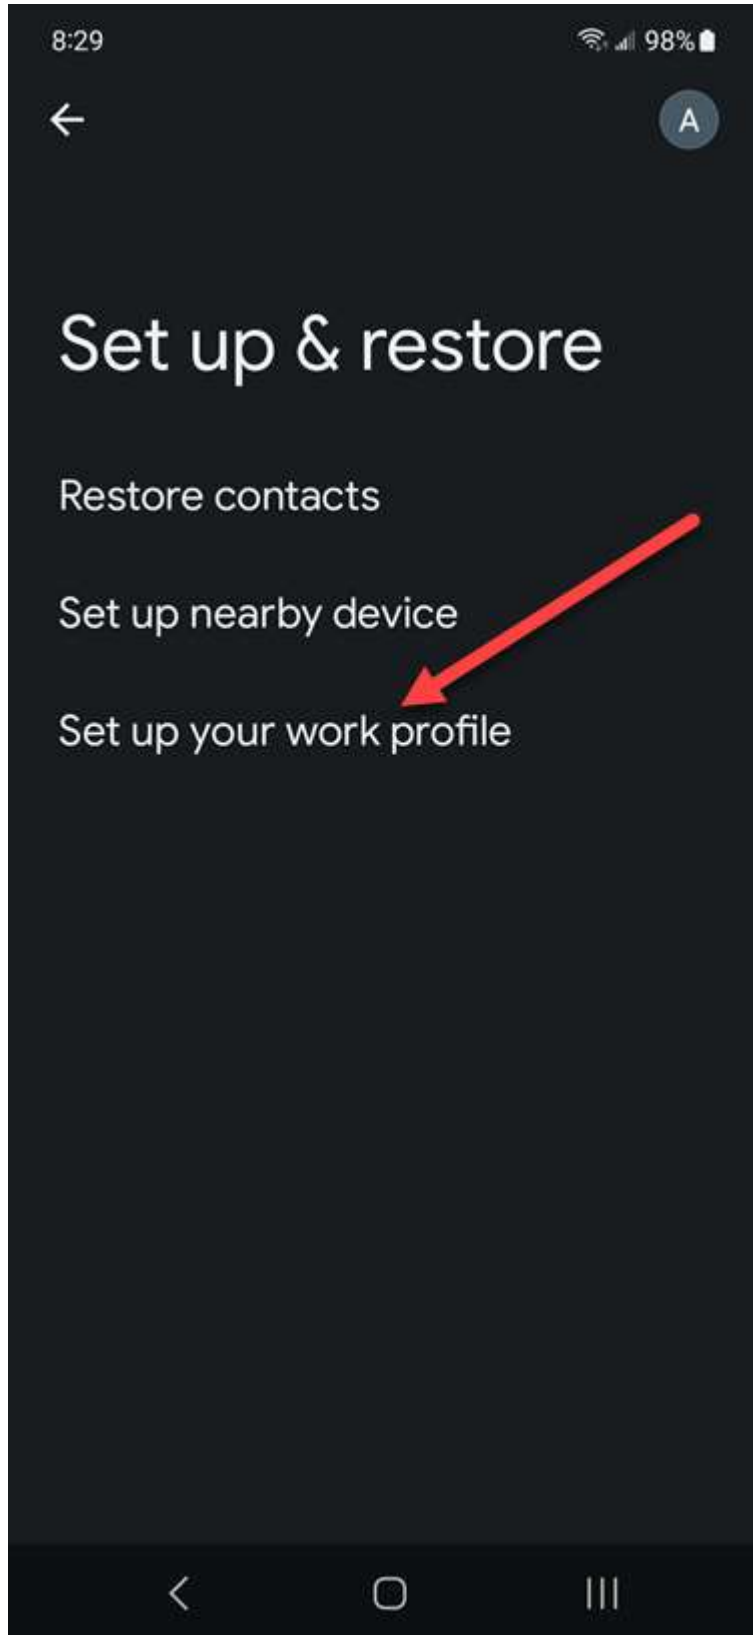 8:29
98%
A
Set up & restore
Restore contacts
Set up nearby device
Set up your work profile